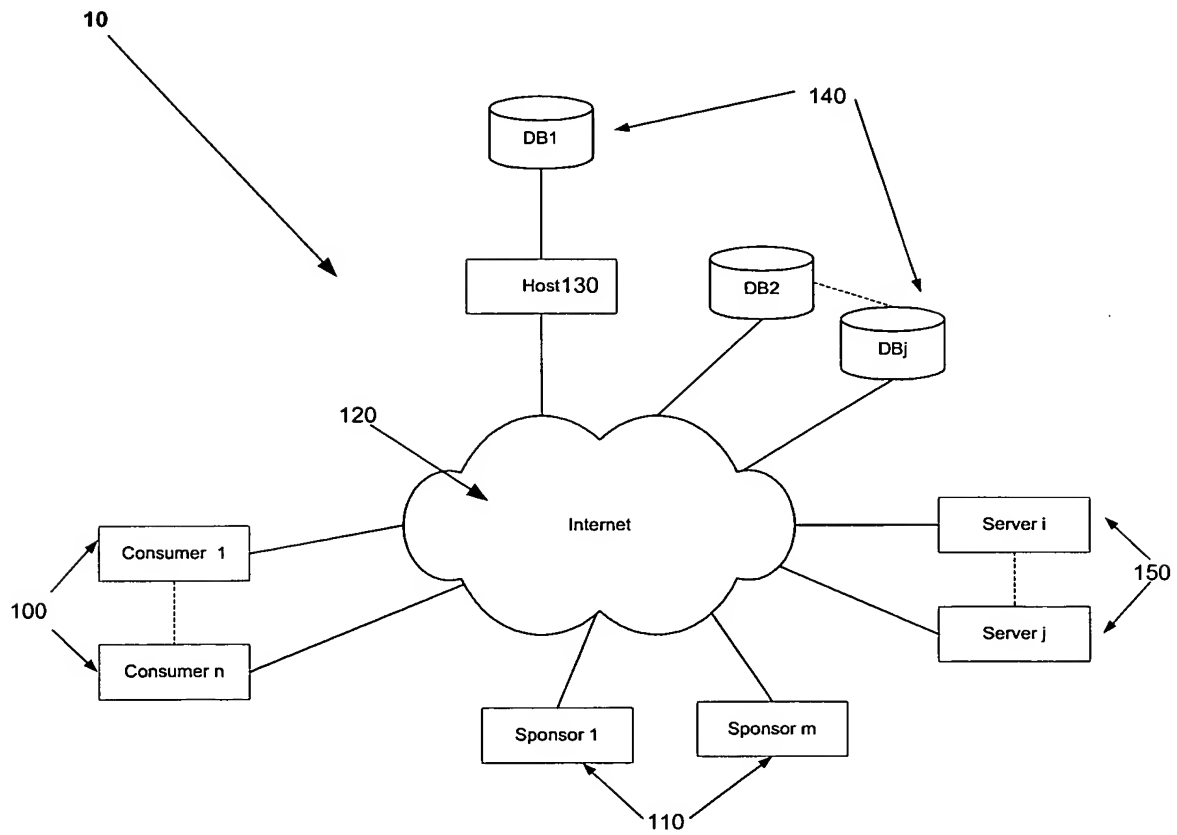 10
DB1
140
Host130
DB2
DBj
120
Internet
Consumer 1
Server i
100
150
Consumer n
Server j
Sponsor 1
Sponsor m
110